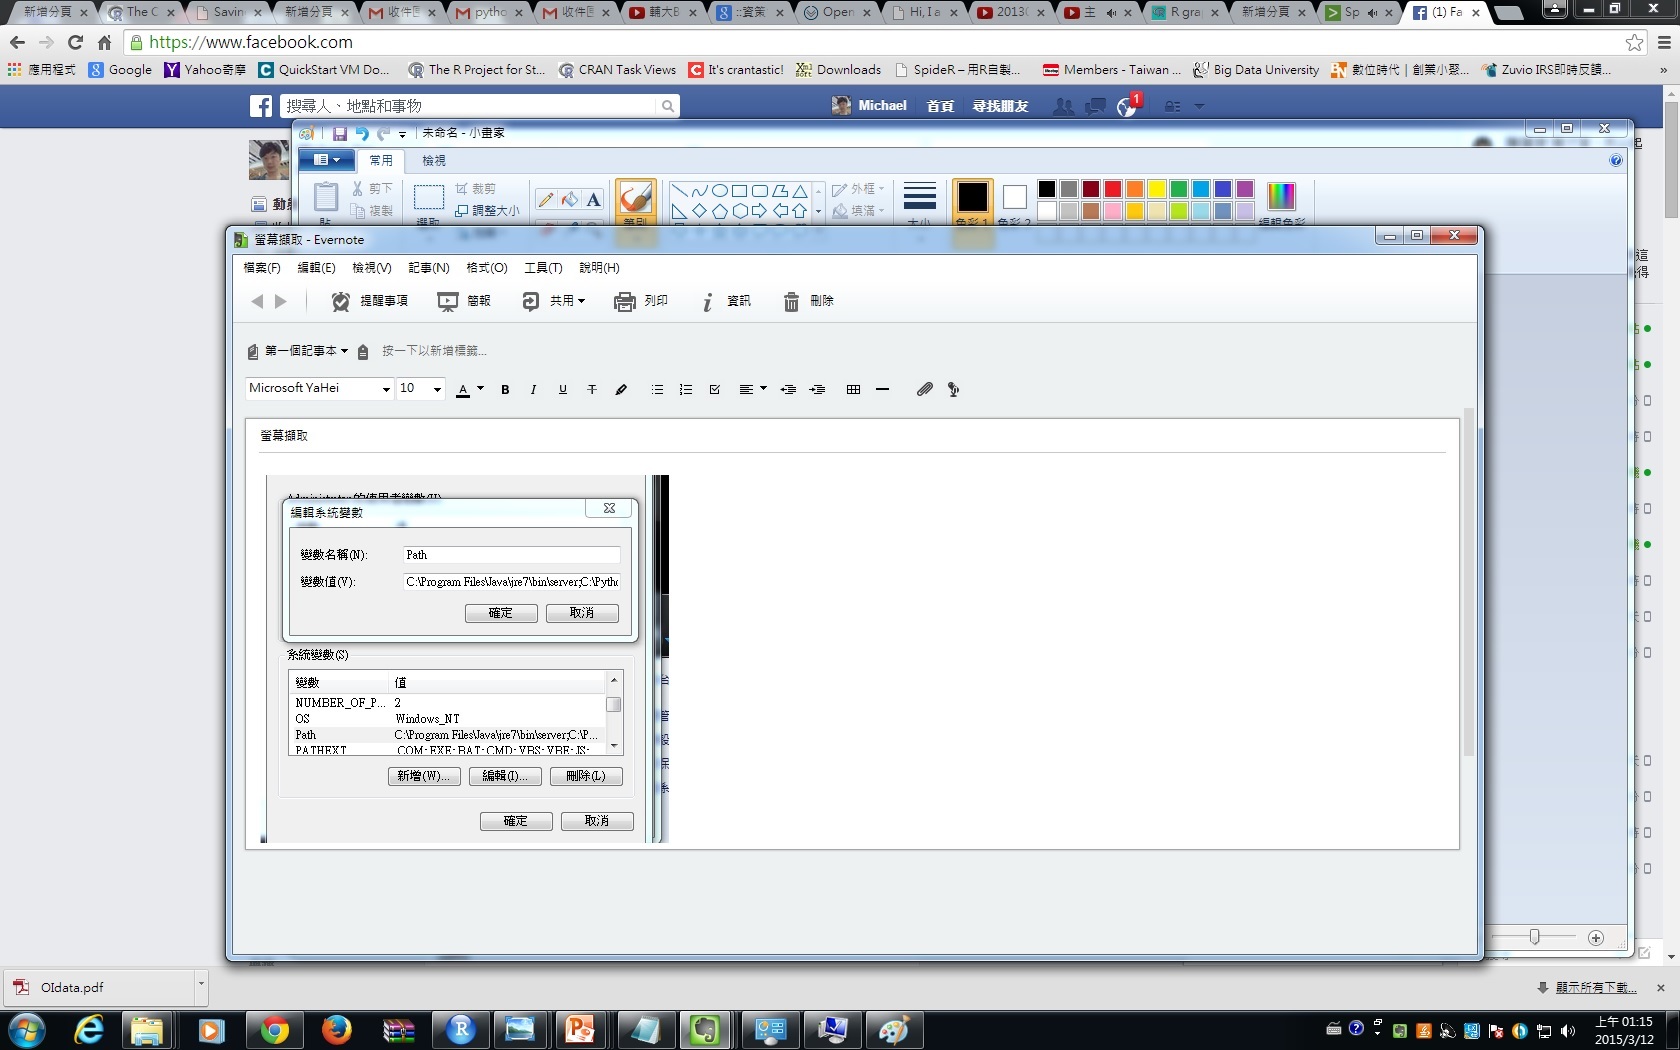 新增分頁 The C Savin 新增分頁 收件匣 pytho 收件匣 輔大B ::資策 Open Hi, I a 2013 主 R gra 新增分頁 Sp (1) Fa
https://www.facebook.com
應用程式 Google Yahoo奇摩 QuickStart VM Do... The R Project for St... CRAN Task Views It's crantastic! Downloads SpideR – 用R自製... Members - Taiwan ... Big Data University 數位時代 | 創業小聚... Zuvio IRS即時反饋... »
搜尋人、地點和事物 Michael 首頁 尋找朋友 1
未命名 - 小畫家
常用 檢視
剪下 裁剪 外框
複製 調整大小 填滿
螢幕擷取 - Evernote
檔案(F) 編輯(E) 檢視(V) 記事(N) 格式(O) 工具(T) 說明(H)
提醒事項 簡報 共用 列印 資訊 刪除
第一個記事本 按一下以新增標籤...
Microsoft YaHei 10 A B I U T
螢幕擷取
Administrator 的使用者變數(U)
編輯系統變數
變數名稱(N): Path
變數值(V): C:\Program Files\Java\jre7\bin\server;C:\Pytho
確定 取消
系統變數(S)
變數 值
NUMBER_OF_P... 2
OS Windows_NT
Path C:\Program Files\Java\jre7\bin\server;C:\P...
PATHEXT .COM;.EXE;.BAT;.CMD;.VBS;.VBE;.JS;
新增(W)... 編輯(I)... 刪除(L)
確定 取消
OIdata.pdf 顯示所有下載...
上午 01:15
2015/3/12